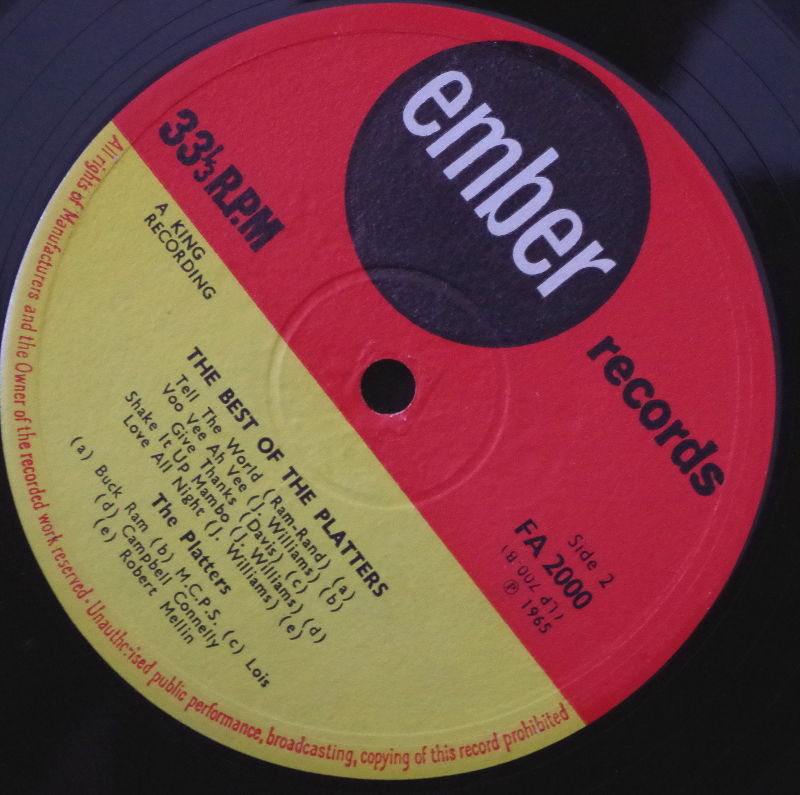 ember
records
33⅓ R.P.M
A KING
RECORDING
Side 2
FA 2000
(LP 700-B)
℗ 1965
THE BEST OF THE PLATTERS
Tell The World (Ram-Rand) (a)
Voo Vee Ah Vee (J. Williams) (b)
Give Thanks (Davis) (c)
Shake It Up Mambo (J. Williams) (d)
Love All Night (J. Williams) (e)
The Platters
(a) Buck Ram (b) M.C.P.S. (c) Lois
(d) Campbell Connelly
(e) Robert Mellin
All rights of Manufacturers and the Owner of the recorded work reserved. Unauthorised public performance, broadcasting, copying of this record prohibited